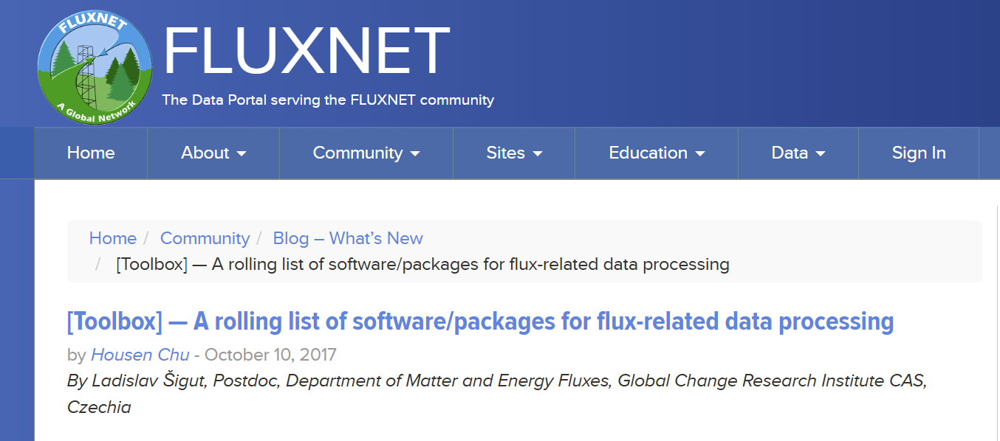 FLUXNET
A Global Network
FLUXNET
The Data Portal serving the FLUXNET community
Home About Community Sites Education Data Sign In
Home / Community / Blog – What’s New
/ [Toolbox] — A rolling list of software/packages for flux-related data processing
[Toolbox] — A rolling list of software/packages for flux-related data processing
by Housen Chu - October 10, 2017
By Ladislav Šigut, Postdoc, Department of Matter and Energy Fluxes, Global Change Research Institute CAS,
Czechia